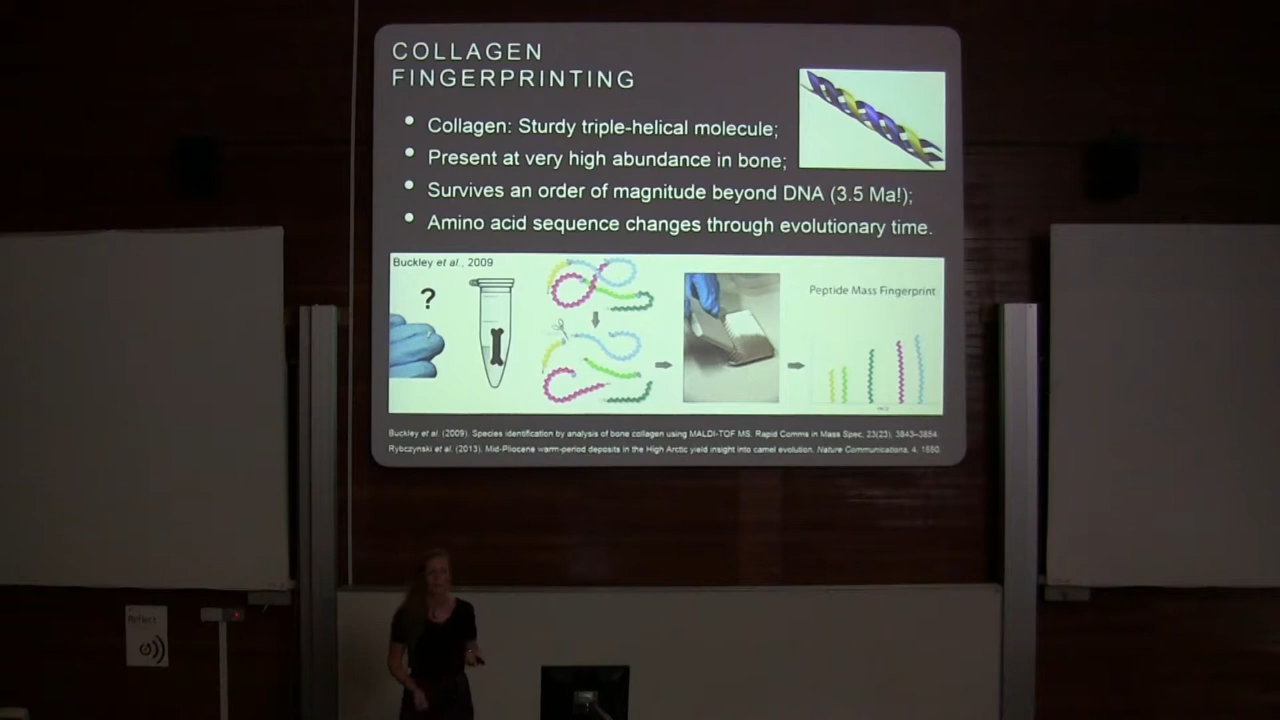 COLLAGEN
FINGERPRINTING
• Collagen: Sturdy triple-helical molecule;
• Present at very high abundance in bone;
• Survives an order of magnitude beyond DNA (3.5 Ma!);
• Amino acid sequence changes through evolutionary time.
Buckley et al., 2009
?
Peptide Mass Fingerprint
Buckley et al. (2009). Species identification by analysis of bone collagen using MALDI-TOF MS. Rapid Comms in Mass Spec, 23(23), 3843–3854.
Rybczynski et al. (2013). Mid-Pliocene warm-period deposits in the High Arctic yield insight into camel evolution. Nature Communications, 4, 1550.
Reflect